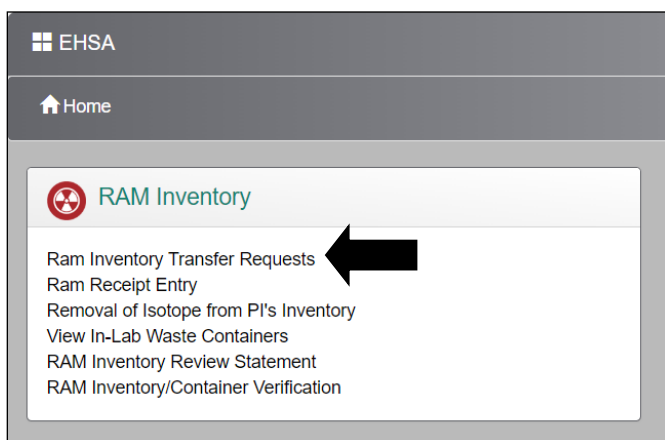 EHSA
Home
RAM Inventory
Ram Inventory Transfer Requests
Ram Receipt Entry
Removal of Isotope from PI's Inventory
View In-Lab Waste Containers
RAM Inventory Review Statement
RAM Inventory/Container Verification